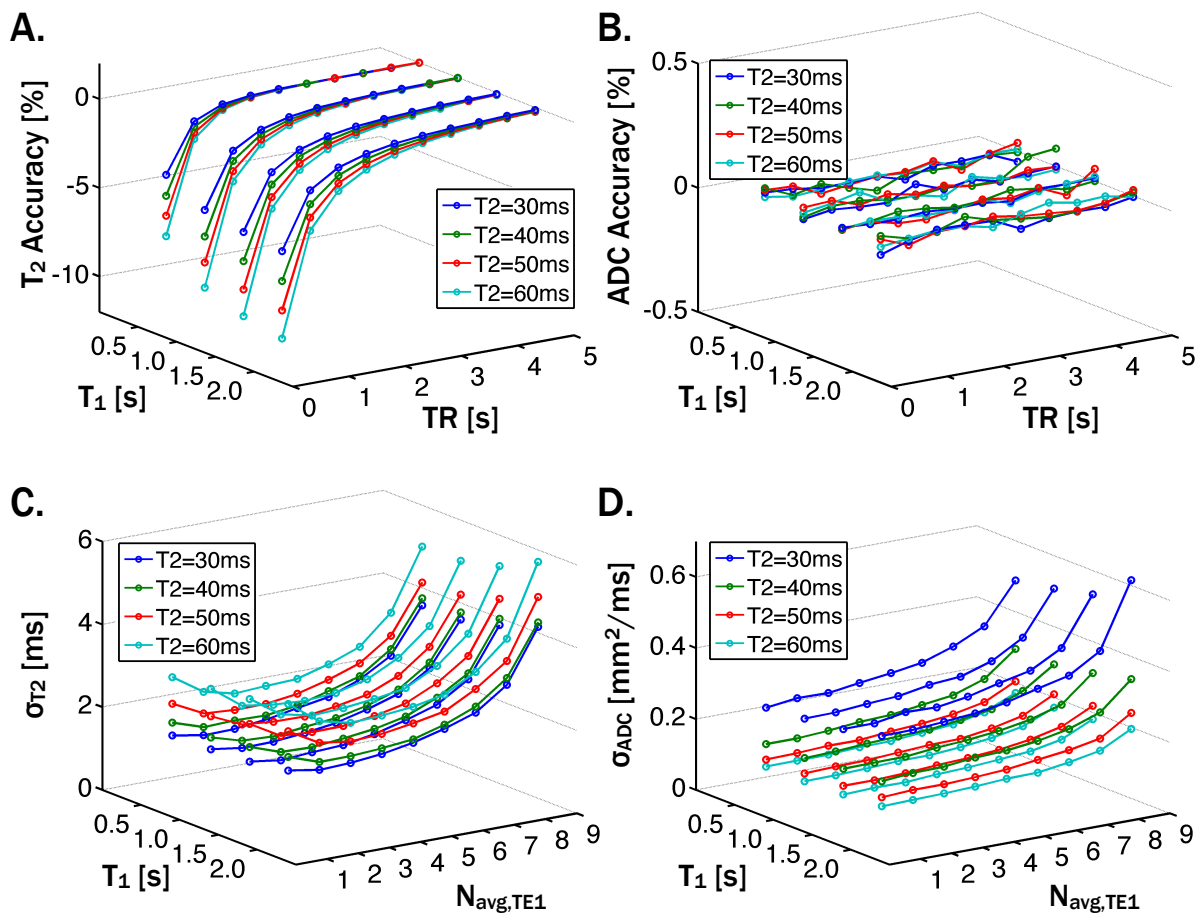 A.
T₂ Accuracy [%]
0
-5
-10
T2=30ms
T2=40ms
T2=50ms
T2=60ms
0.5
1.0
1.5
2.0
T₁ [s]
0
1
2
3
4
5
TR [s]
B.
ADC Accuracy [%]
0.5
0
-0.5
T2=30ms
T2=40ms
T2=50ms
T2=60ms
0.5
1.0
1.5
2.0
T₁ [s]
0
1
2
3
4
5
TR [s]
C.
σT2 [ms]
6
4
2
0
T2=30ms
T2=40ms
T2=50ms
T2=60ms
0.5
1.0
1.5
2.0
T₁ [s]
1
2
3
4
5
6
7
8
9
Navg,TE1
D.
σADC [mm²/ms]
0.6
0.4
0.2
0
T2=30ms
T2=40ms
T2=50ms
T2=60ms
0.5
1.0
1.5
2.0
T₁ [s]
1
2
3
4
5
6
7
8
9
Navg,TE1